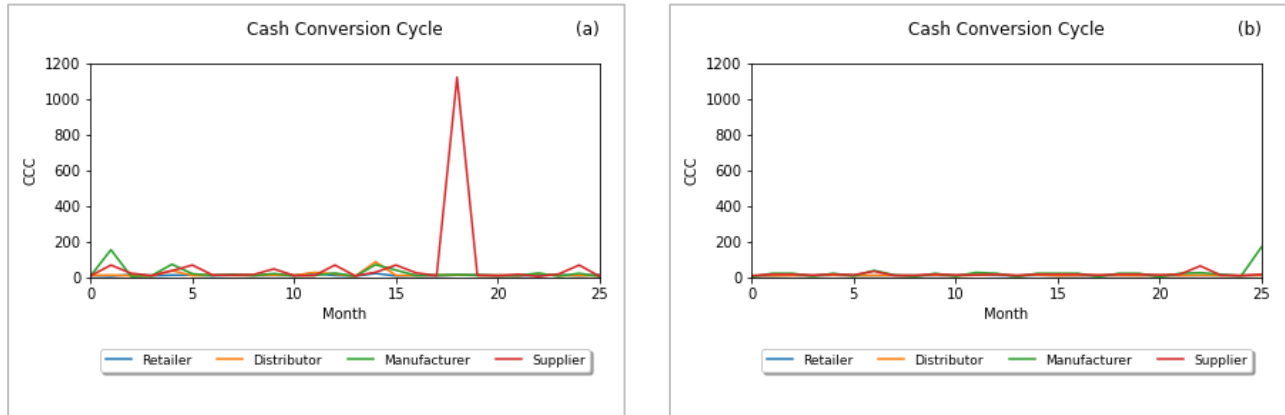 Cash Conversion Cycle (a)
1200
1000
800
600
400
200
0
CCC
0 5 10 15 20 25
Month
Retailer Distributor Manufacturer Supplier
Cash Conversion Cycle (b)
1200
1000
800
600
400
200
0
CCC
0 5 10 15 20 25
Month
Retailer Distributor Manufacturer Supplier